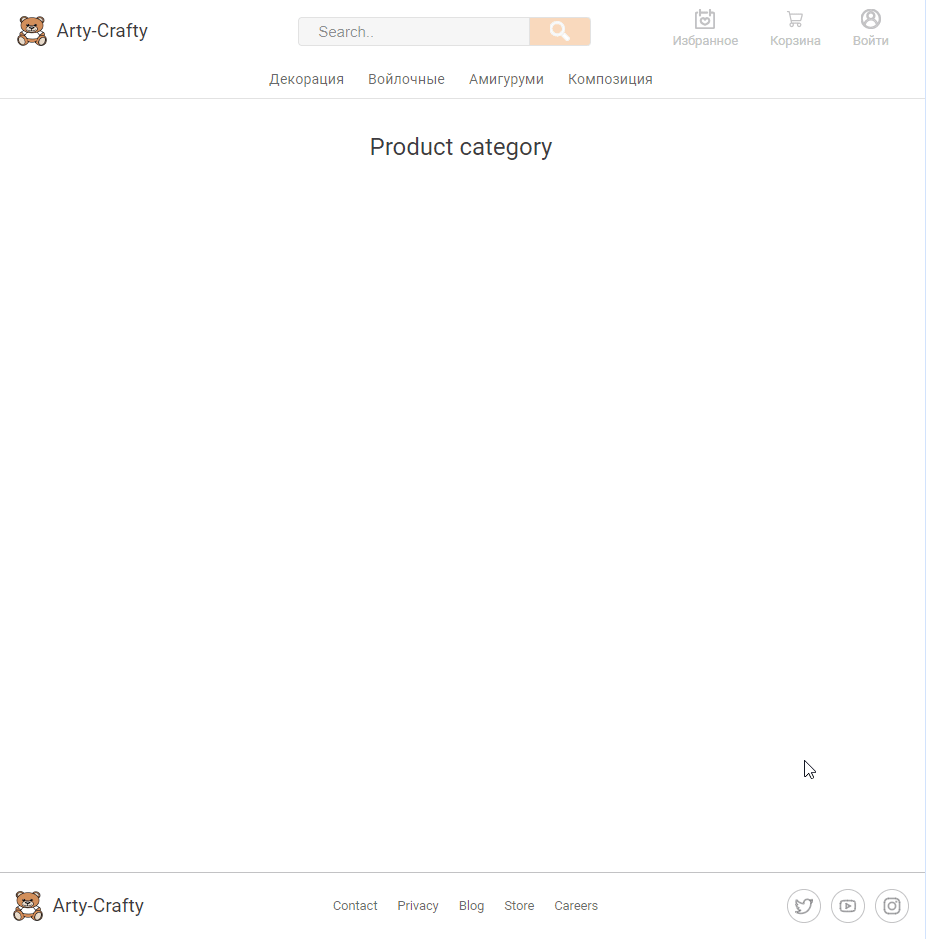 Arty-Crafty
Search..
Избранное
Корзина
Войти
Декорация Войлочные Амигуруми Композиция
Product category
Arty-Crafty
Contact Privacy Blog Store Careers